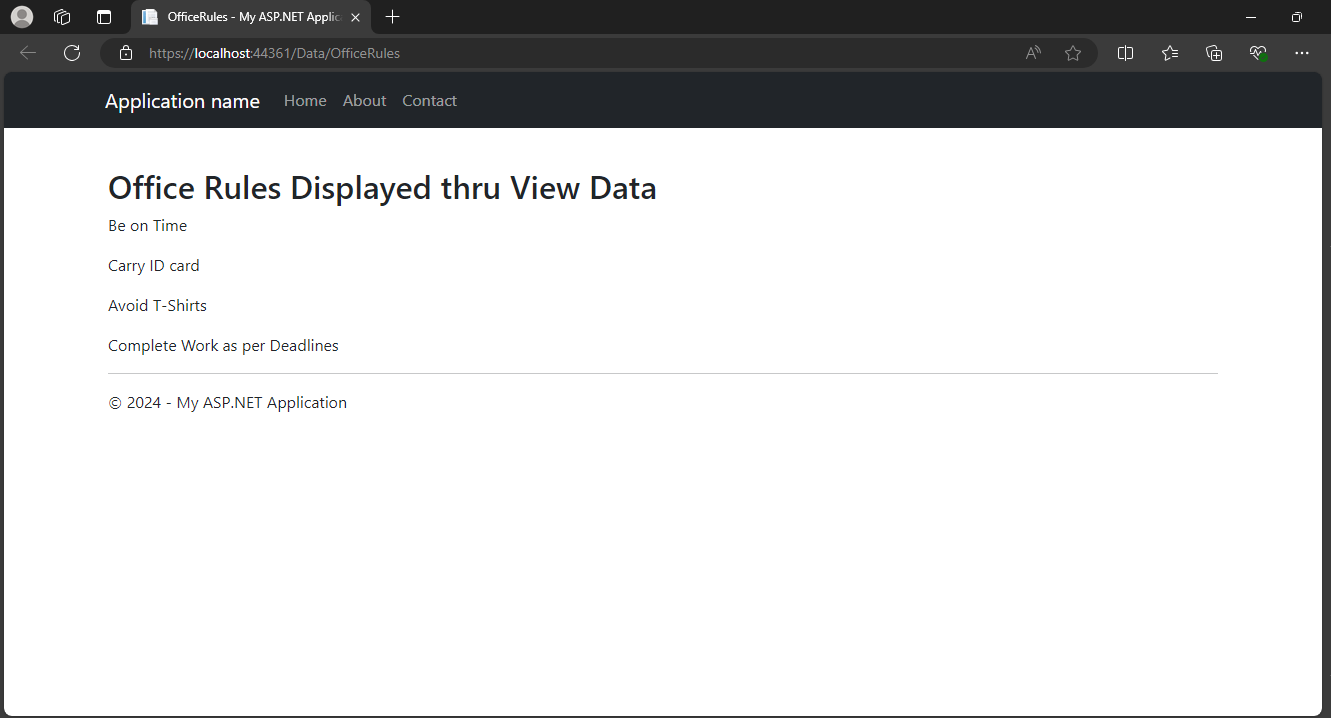 OfficeRules - My ASP.NET Applic
https://localhost:44361/Data/OfficeRules
Application name Home About Contact
Office Rules Displayed thru View Data
Be on Time
Carry ID card
Avoid T-Shirts
Complete Work as per Deadlines
© 2024 - My ASP.NET Application